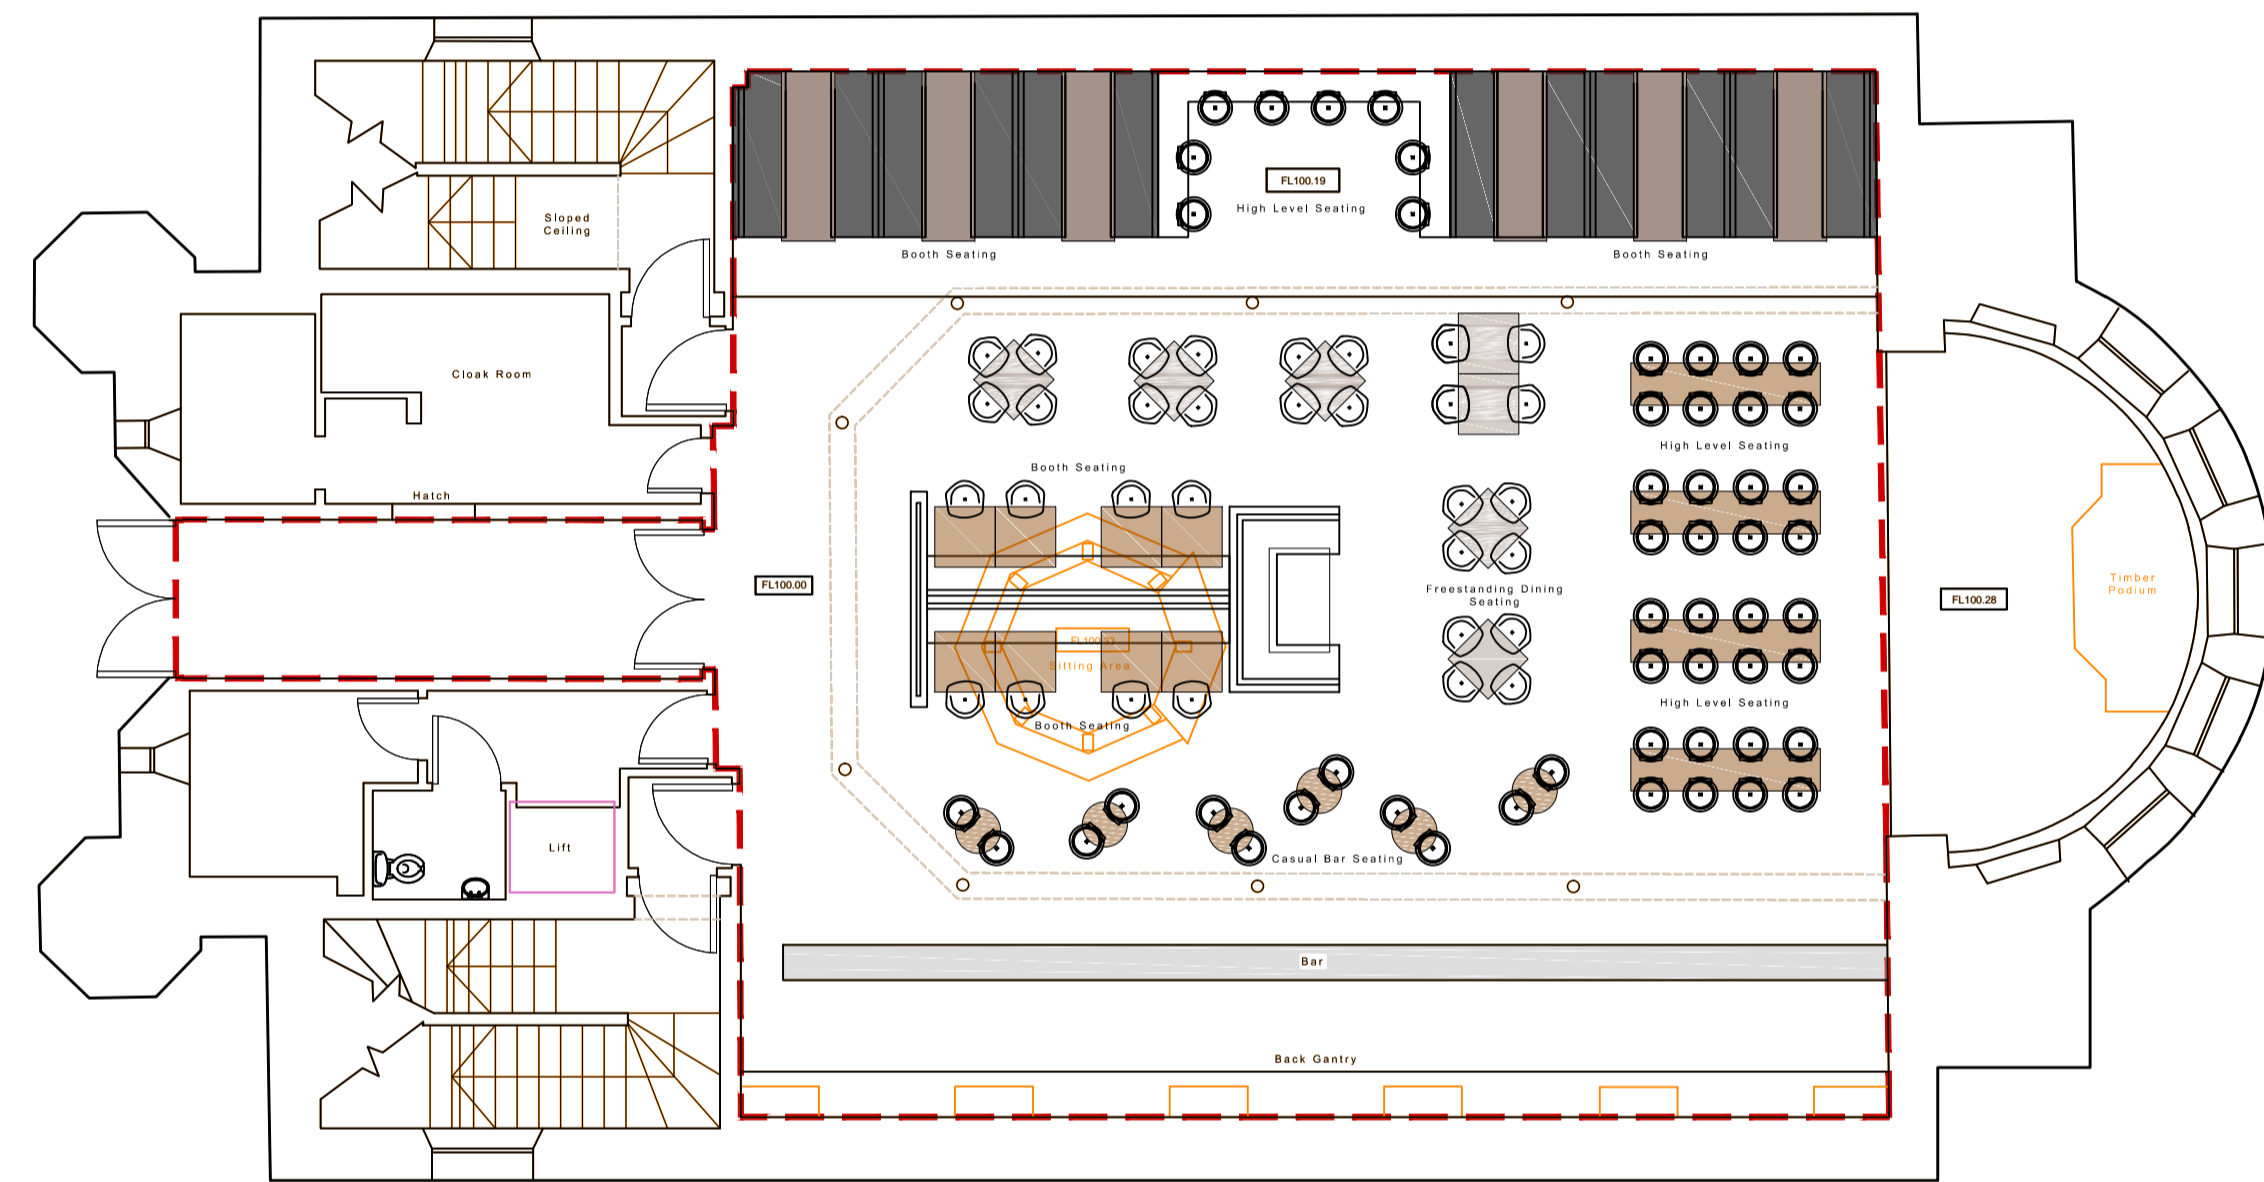 Sloped
Ceiling
FL100.19
High Level Seating
Booth Seating
Booth Seating
Cloak Room
High Level Seating
Booth Seating
Hatch
FL100.00
Freestanding Dining
Seating
FL100.28
Timber
Podium
Sitting Area
High Level Seating
Booth Seating
Lift
Casual Bar Seating
Bar
Back Gantry